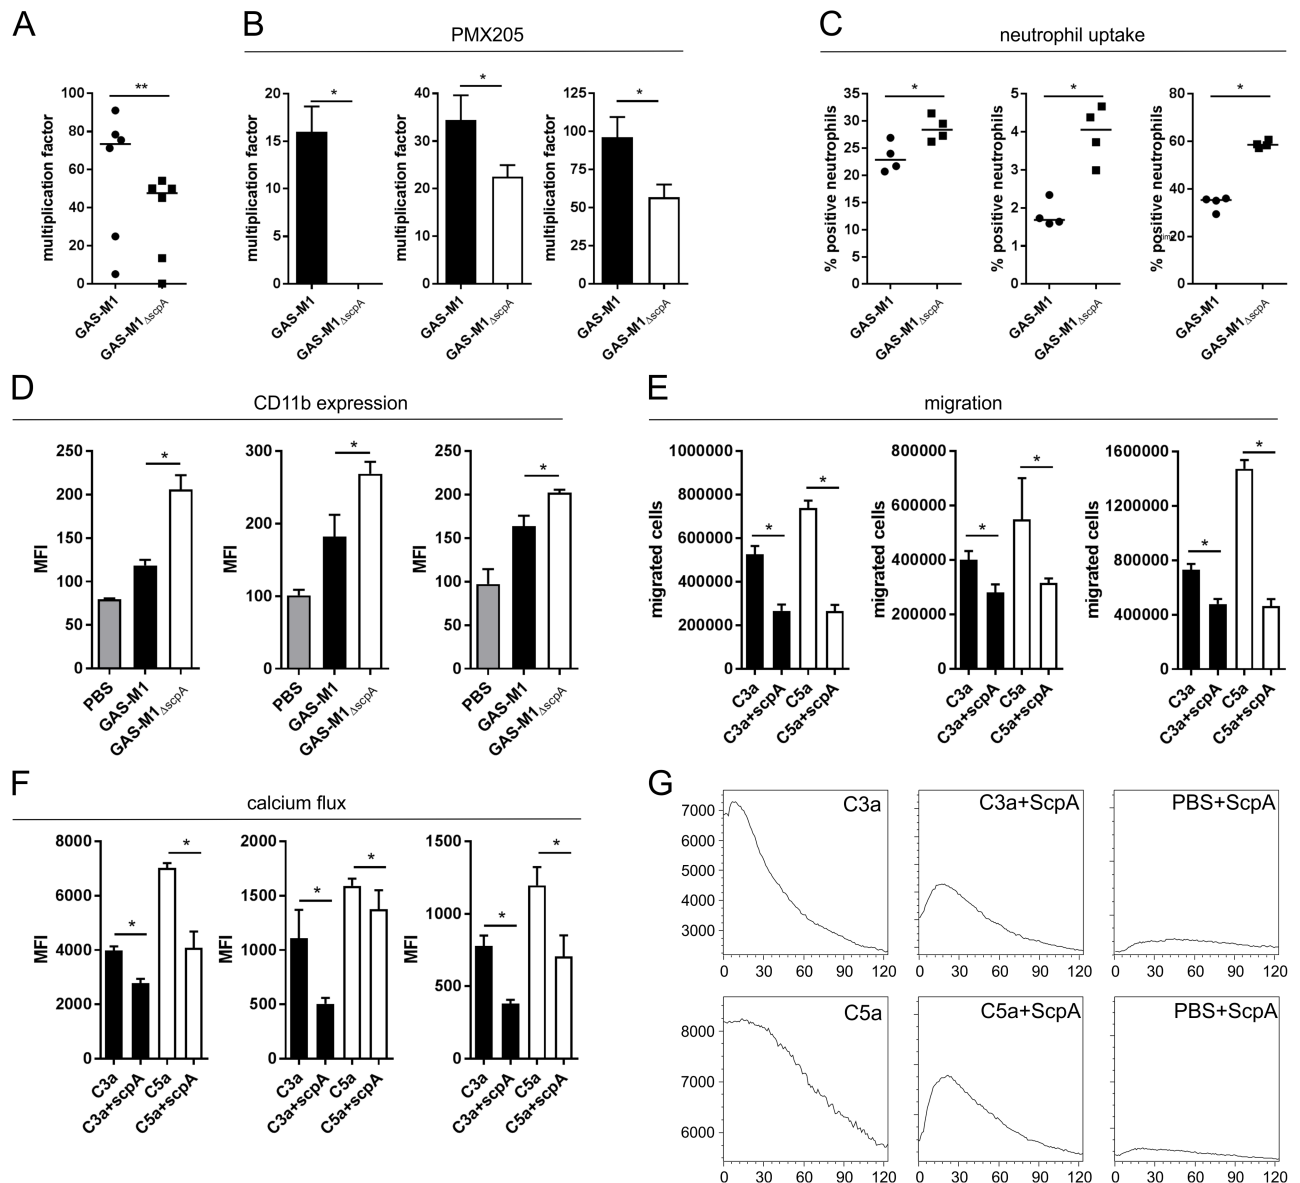 A
B
PMX205
C
neutrophil uptake
**
multiplication factor
100
80
60
40
20
0
GAS-M1
GAS-M1ΔscpA
*
multiplication factor
20
15
10
5
0
GAS-M1
GAS-M1ΔscpA
*
multiplication factor
40
30
20
10
0
GAS-M1
GAS-M1ΔscpA
*
multiplication factor
125
100
75
50
25
0
GAS-M1
GAS-M1ΔscpA
*
% positive neutrophils
35
30
25
20
15
10
5
0
GAS-M1
GAS-M1ΔscpA
*
% positive neutrophils
5
4
3
2
1
0
GAS-M1
GAS-M1ΔscpA
*
% positive neutrophils
80
60
40
20
0
GAS-M1
GAS-M1ΔscpA
D
CD11b expression
E
migration
*
MFI
250
200
150
100
50
0
PBS
GAS-M1
GAS-M1ΔscpA
*
MFI
300
200
100
0
PBS
GAS-M1
GAS-M1ΔscpA
*
MFI
250
200
150
100
50
0
PBS
GAS-M1
GAS-M1ΔscpA
* *
migrated cells
1000000
800000
600000
400000
200000
0
C3a
C3a+scpA
C5a
C5a+scpA
* *
migrated cells
800000
600000
400000
200000
0
C3a
C3a+scpA
C5a
C5a+scpA
* *
migrated cells
1600000
1200000
800000
400000
0
C3a
C3a+scpA
C5a
C5a+scpA
F
calcium flux
* *
MFI
8000
6000
4000
2000
0
C3a
C3a+scpA
C5a
C5a+scpA
* *
MFI
2000
1500
1000
500
0
C3a
C3a+scpA
C5a
C5a+scpA
* *
MFI
1500
1000
500
0
C3a
C3a+scpA
C5a
C5a+scpA
G
C3a
7000
6000
5000
4000
3000
0 30 60 90 120
C3a+ScpA
0 30 60 90 120
PBS+ScpA
0 30 60 90 120
C5a
8000
7000
6000
0 30 60 90 120
C5a+ScpA
0 30 60 90 120
PBS+ScpA
0 30 60 90 120